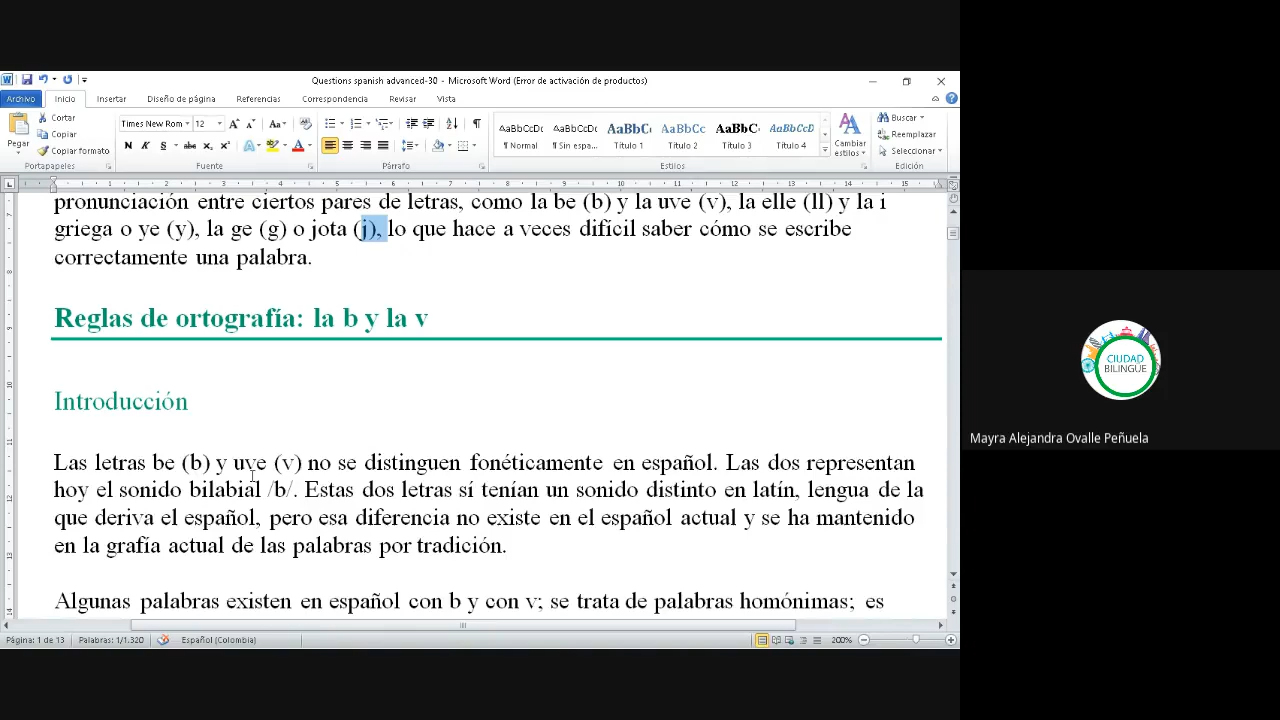 Questions spanish advanced-30 - Microsoft Word (Error de activación de productos)
Archivo Inicio Insertar Diseño de página Referencias Correspondencia Revisar Vista
Pegar
Cortar
Copiar
Copiar formato
Portapapeles
Times New Rom 12
Fuente
Párrafo
AaBbCcDc AaBbCcDc AaBbC AaBbCc AaBbC AaBbCcD
¶ Normal ¶ Sin espa... Título 1 Título 2 Título 3 Título 4
Cambiar estilos
Estilos
Buscar
Reemplazar
Seleccionar
Edición
pronunciación entre ciertos pares de letras, como la be (b) y la uve (v), la elle (ll) y la i
griega o ye (y), la ge (g) o jota (j), lo que hace a veces difícil saber cómo se escribe
correctamente una palabra.
Reglas de ortografía: la b y la v
Introducción
Las letras be (b) y uve (v) no se distinguen fonéticamente en español. Las dos representan
hoy el sonido bilabial /b/. Estas dos letras sí tenían un sonido distinto en latín, lengua de la
que deriva el español, pero esa diferencia no existe en el español actual y se ha mantenido
en la grafía actual de las palabras por tradición.
Algunas palabras existen en español con b y con v; se trata de palabras homónimas; es
Página: 1 de 13 Palabras: 1/1.320 Español (Colombia) 200%
CIUDAD
BILINGÜE
Mayra Alejandra Ovalle Peñuela